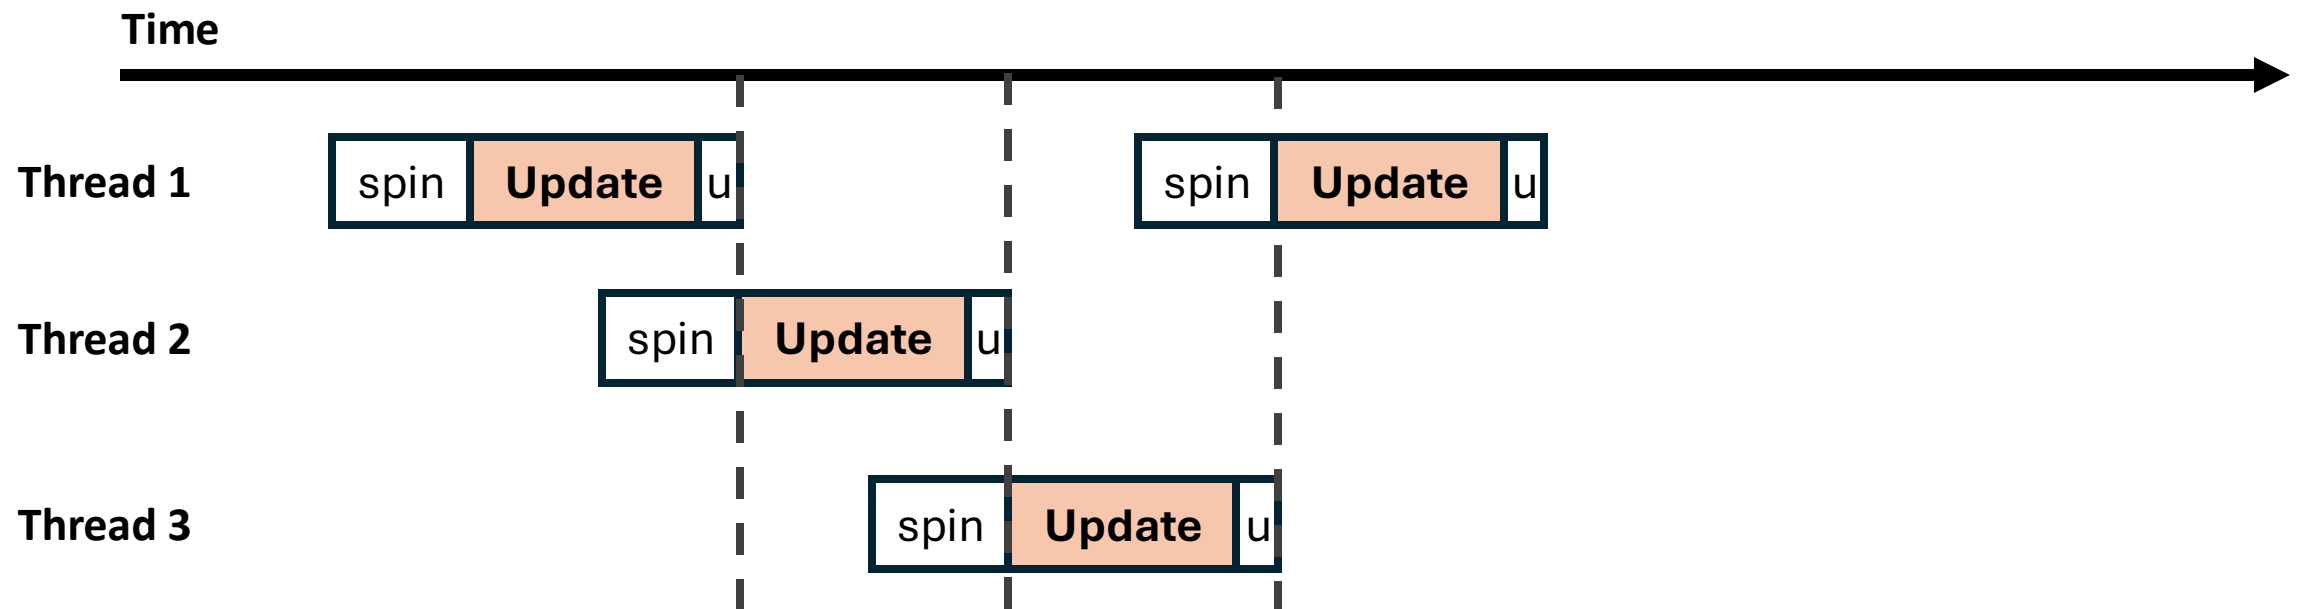 Time
Thread 1 spin Update u spin Update u
Thread 2 spin Update u
Thread 3 spin Update u